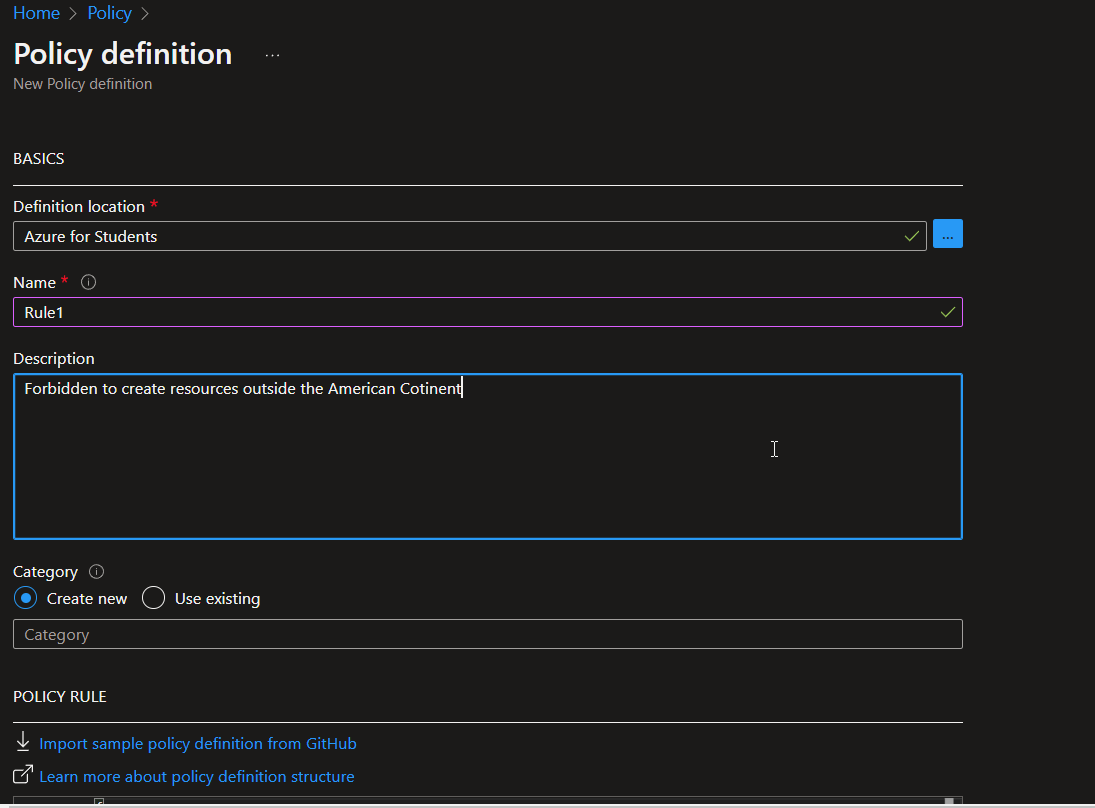 Home > Policy >
Policy definition ...
New Policy definition
BASICS
Definition location *
Azure for Students
...
Name *
Rule1
Description
Forbidden to create resources outside the American Cotinent
Category
Create new Use existing
Category
POLICY RULE
Import sample policy definition from GitHub
Learn more about policy definition structure